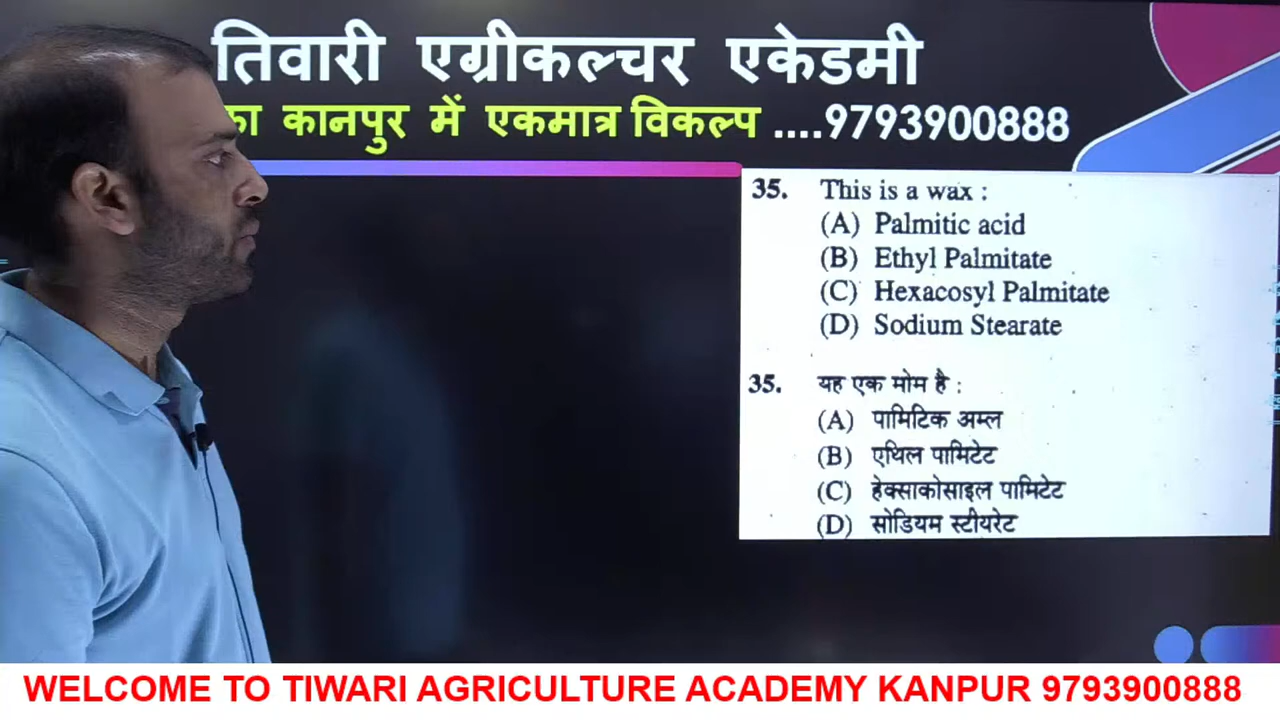 तिवारी एग्रीकल्चर एकेडमी
का कानपुर में एकमात्र विकल्प ....9793900888
35. This is a wax :
(A) Palmitic acid
(B) Ethyl Palmitate
(C) Hexacosyl Palmitate
(D) Sodium Stearate
35. यह एक मोम है :
(A) पामिटिक अम्ल
(B) एथिल पामिटेट
(C) हेक्साकोसाइल पामिटेट
(D) सोडियम स्टीयरेट
WELCOME TO TIWARI AGRICULTURE ACADEMY KANPUR 9793900888